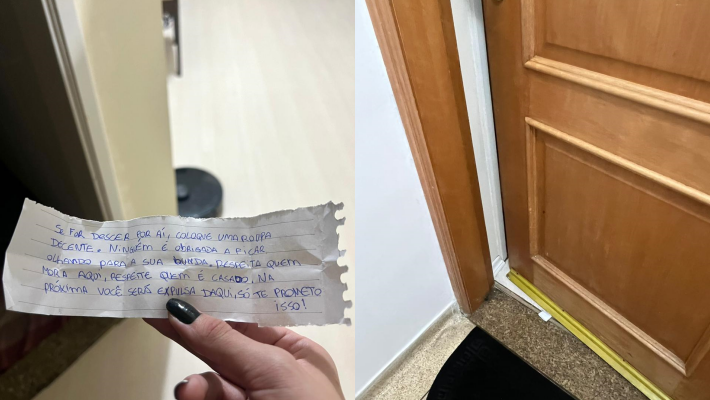 SE FOR DESCER POR AÍ, COLOQUE UMA ROUPA
DECENTE. NINGUÉM É OBRIGADA A FICAR
OLHANDO PARA A SUA BUNDA. RESPEITA QUEM
MORA AQUI, RESPEITE QUEM É CASADO. NA
PRÓXIMA VOCÊ SERÁ EXPULSA DAQUI, SÓ TE PROMETO
ISSO!